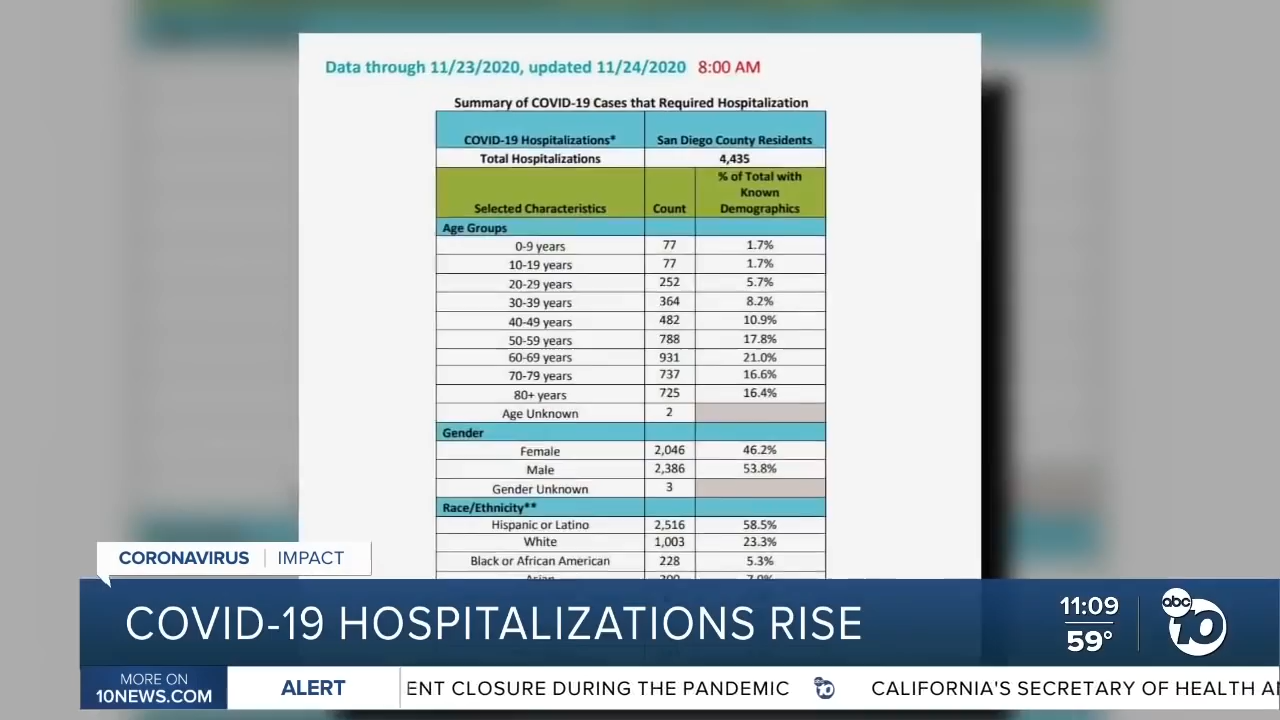 Data through 11/23/2020, updated 11/24/2020 8:00 AM
Summary of COVID-19 Cases that Required Hospitalization
COVID-19 Hospitalizations* San Diego County Residents
Total Hospitalizations 4,435
% of Total with
Known
Selected Characteristics Count Demographics
Age Groups
0-9 years 77 1.7%
10-19 years 77 1.7%
20-29 years 252 5.7%
30-39 years 364 8.2%
40-49 years 482 10.9%
50-59 years 788 17.8%
60-69 years 931 21.0%
70-79 years 737 16.6%
80+ years 725 16.4%
Age Unknown 2
Gender
Female 2,046 46.2%
Male 2,386 53.8%
Gender Unknown 3
Race/Ethnicity**
Hispanic or Latino 2,516 58.5%
White 1,003 23.3%
Black or African American 228 5.3%
CORONAVIRUS IMPACT
COVID-19 HOSPITALIZATIONS RISE
11:09
59°
abc 10
MORE ON
10NEWS.COM
ALERT
ENT CLOSURE DURING THE PANDEMIC abc 10 CALIFORNIA'S SECRETARY OF HEALTH A